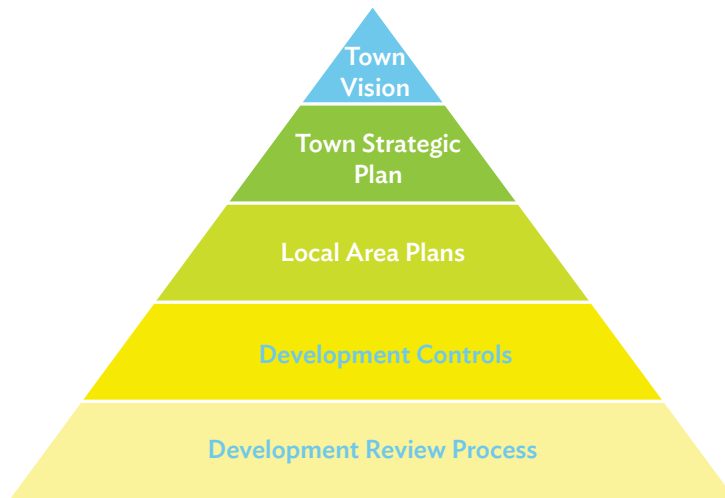 Town
Vision
Town Strategic
Plan
Local Area Plans
Development Controls
Development Review Process